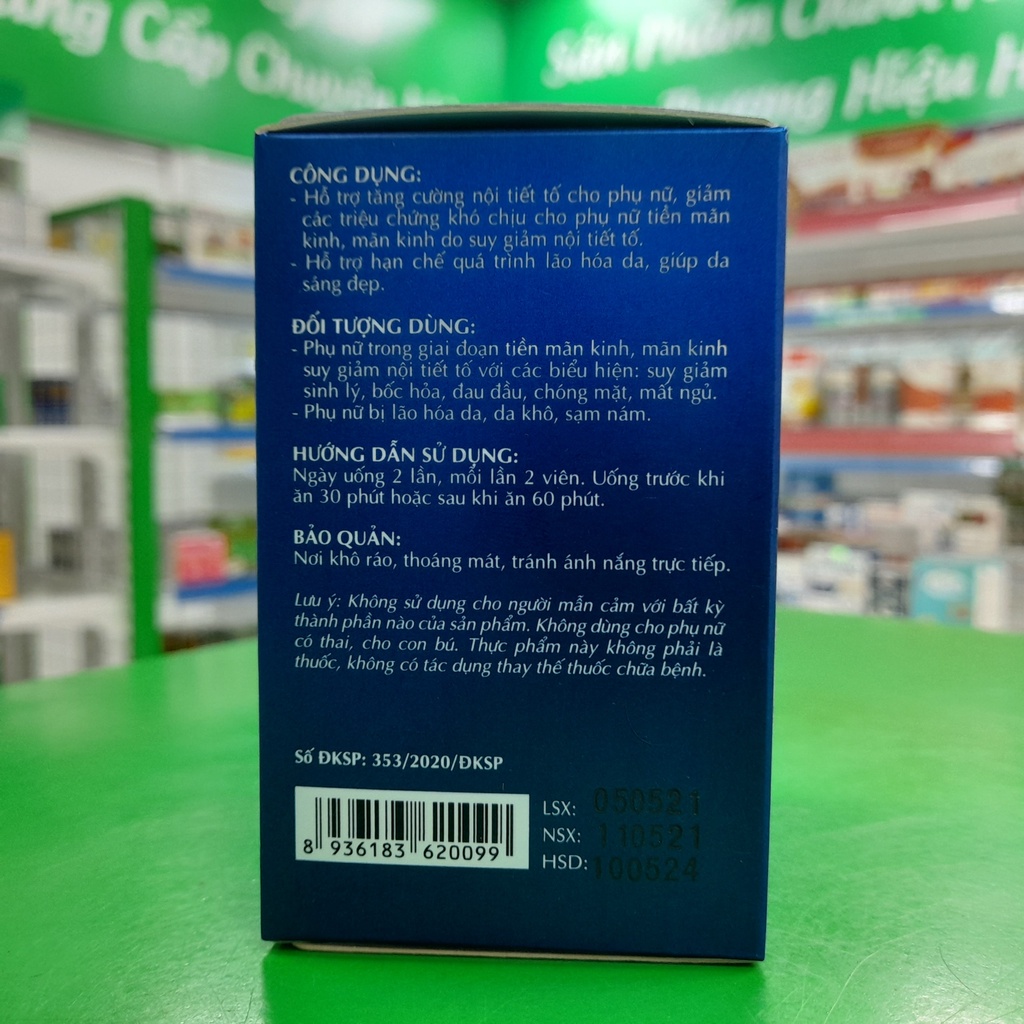 Cấp Chuyên
Sản Phẩm
Hiệu
CÔNG DỤNG:
- Hỗ trợ tăng cường nội tiết tố cho phụ nữ, giảm
các triệu chứng khó chịu cho phụ nữ tiền mãn
kinh, mãn kinh do suy giảm nội tiết tố.
- Hỗ trợ hạn chế quá trình lão hóa da, giúp da
sáng đẹp.
ĐỐI TƯỢNG DÙNG:
- Phụ nữ trong giai đoạn tiền mãn kinh, mãn kinh
suy giảm nội tiết tố với các biểu hiện: suy giảm
sinh lý, bốc hỏa, đau đầu, chóng mặt, mất ngủ.
- Phụ nữ bị lão hóa da, da khô, sạm nám.
HƯỚNG DẪN SỬ DỤNG:
Ngày uống 2 lần, mỗi lần 2 viên. Uống trước khi
ăn 30 phút hoặc sau khi ăn 60 phút.
BẢO QUẢN:
Nơi khô ráo, thoáng mát, tránh ánh nắng trực tiếp.
Lưu ý: Không sử dụng cho người mẫn cảm với bất kỳ
thành phần nào của sản phẩm. Không dùng cho phụ nữ
có thai, cho con bú. Thực phẩm này không phải là
thuốc, không có tác dụng thay thế thuốc chữa bệnh.
Số ĐKSP: 353/2020/ĐKSP
8 936183 620099
LSX: 050521
NSX: 110521
HSD: 100524